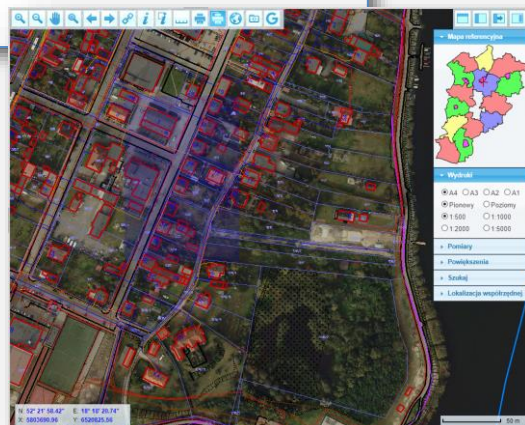 G
Mapa referencyjna
Wydruki
A4 A3 A2 A1
Pionowy Poziomy
1:500 1:1000
1:2000 1:5000
Pomiary
Powiększenia
Szukaj
Lokalizacja współrzędnej
N: 52° 21' 58.42" E: 18° 18' 20.74"
X: 5803690.96 Y: 6520825.56
50 m